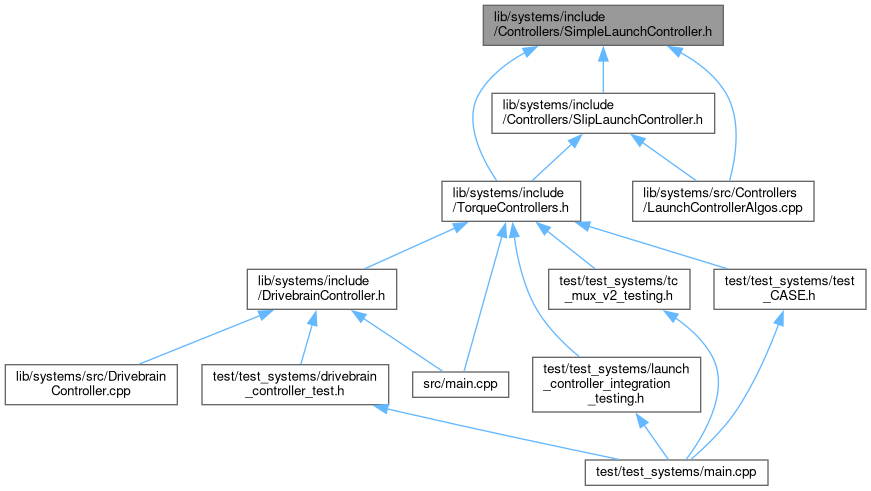 lib/systems/include
/Controllers/SimpleLaunchController.h
lib/systems/include
/Controllers/SlipLaunchController.h
lib/systems/include
/TorqueControllers.h
lib/systems/src/Controllers
/LaunchControllerAlgos.cpp
lib/systems/include
/DrivebrainController.h
test/test_systems/tc
_mux_v2_testing.h
test/test_systems/test
_CASE.h
lib/systems/src/Drivebrain
Controller.cpp
test/test_systems/drivebrain
_controller_test.h
src/main.cpp
test/test_systems/launch
_controller_integration
_testing.h
test/test_systems/main.cpp